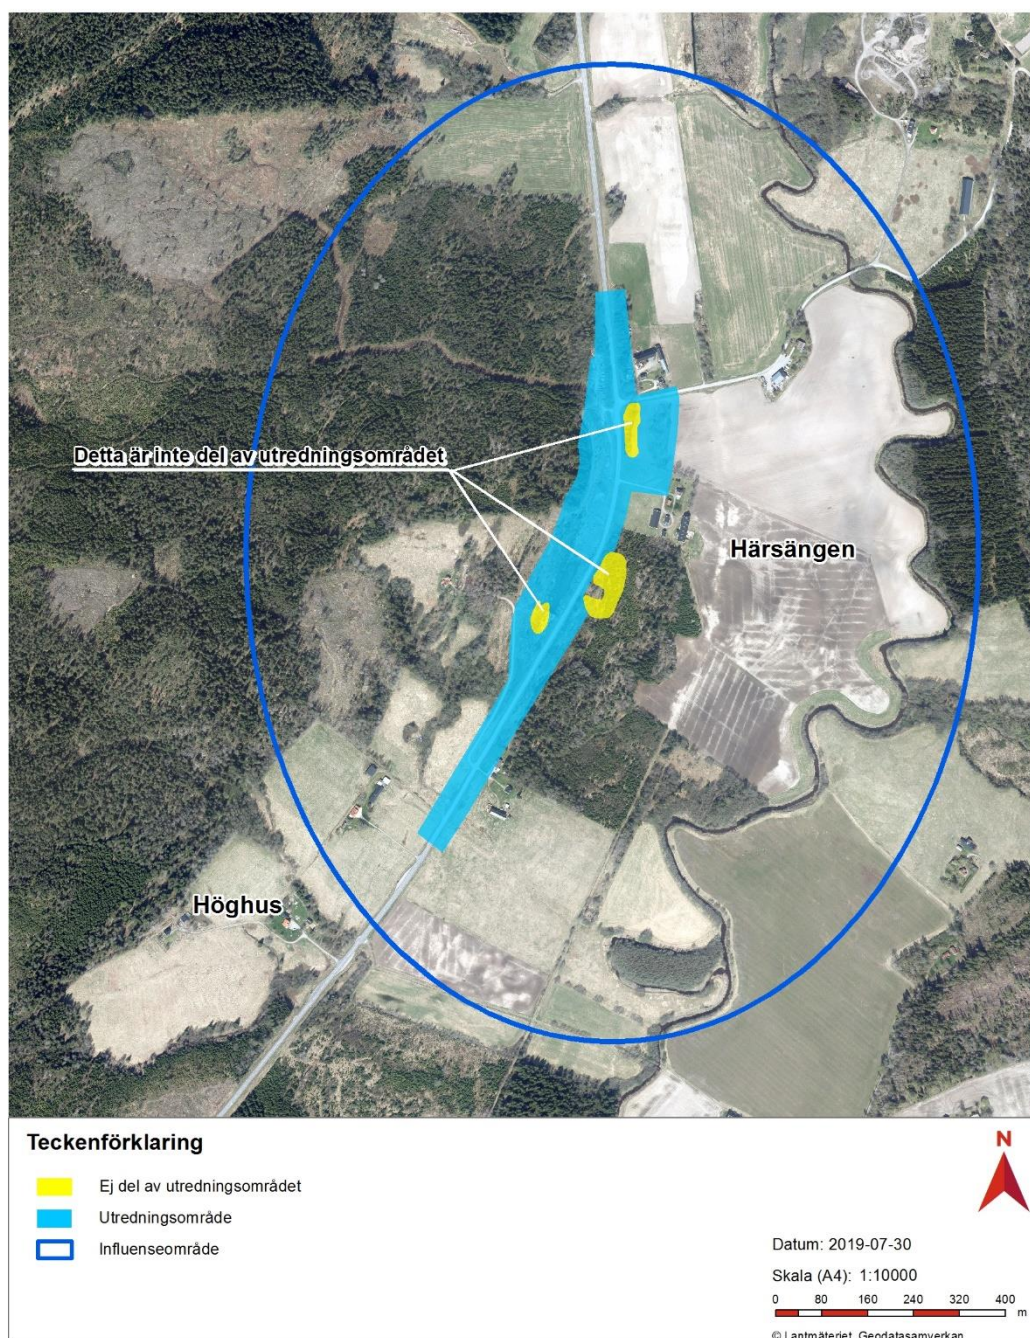 Detta är inte del av utredningsområdet
Härsängen
Höghus
Teckenförklaring
Ej del av utredningsområdet
Utredningsområde
Influenseområde
N
Datum: 2019-07-30
Skala (A4): 1:10000
0 80 160 240 320 400
m
© Lantmäteriet, Geodatasamverkan